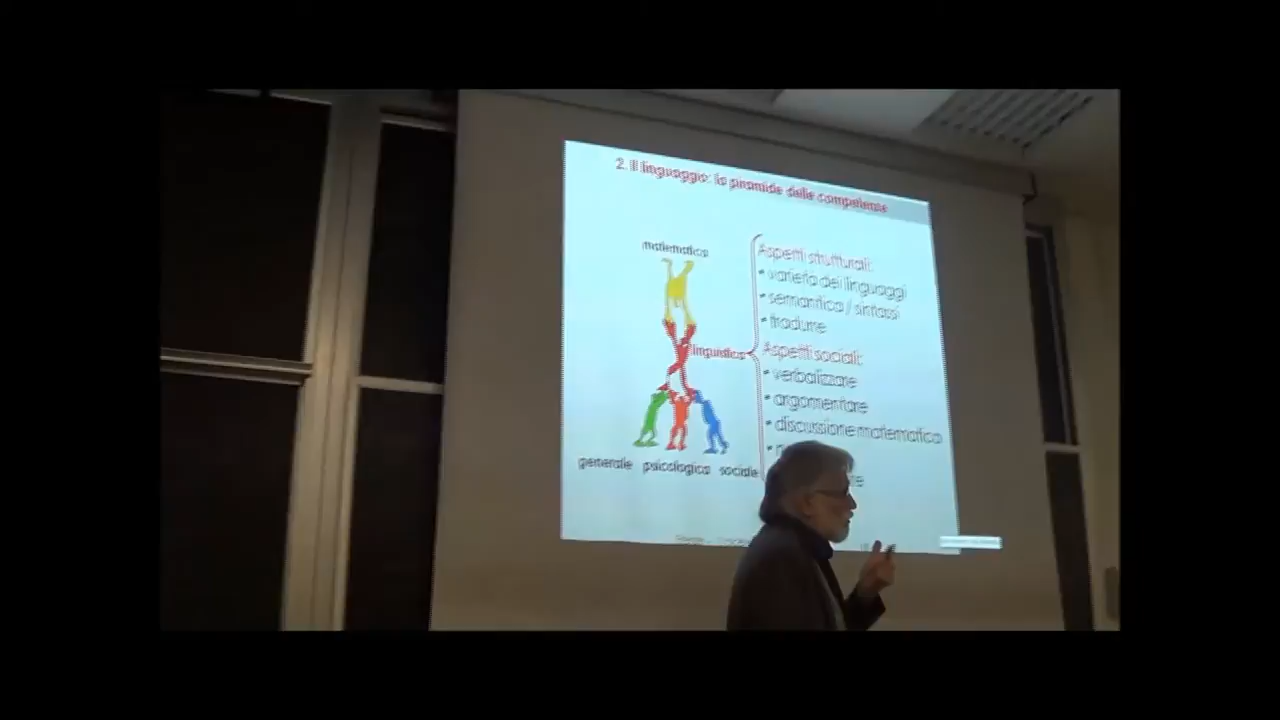 2. Il linguaggio: la piramide delle competenze
matematica
linguistica
generale psicologica sociale
Aspetti strutturali:
• varietà dei linguaggi
• semantica / sintassi
• tradurre
Aspetti sociali:
• verbalizzare
• argomentare
• discussione matematica